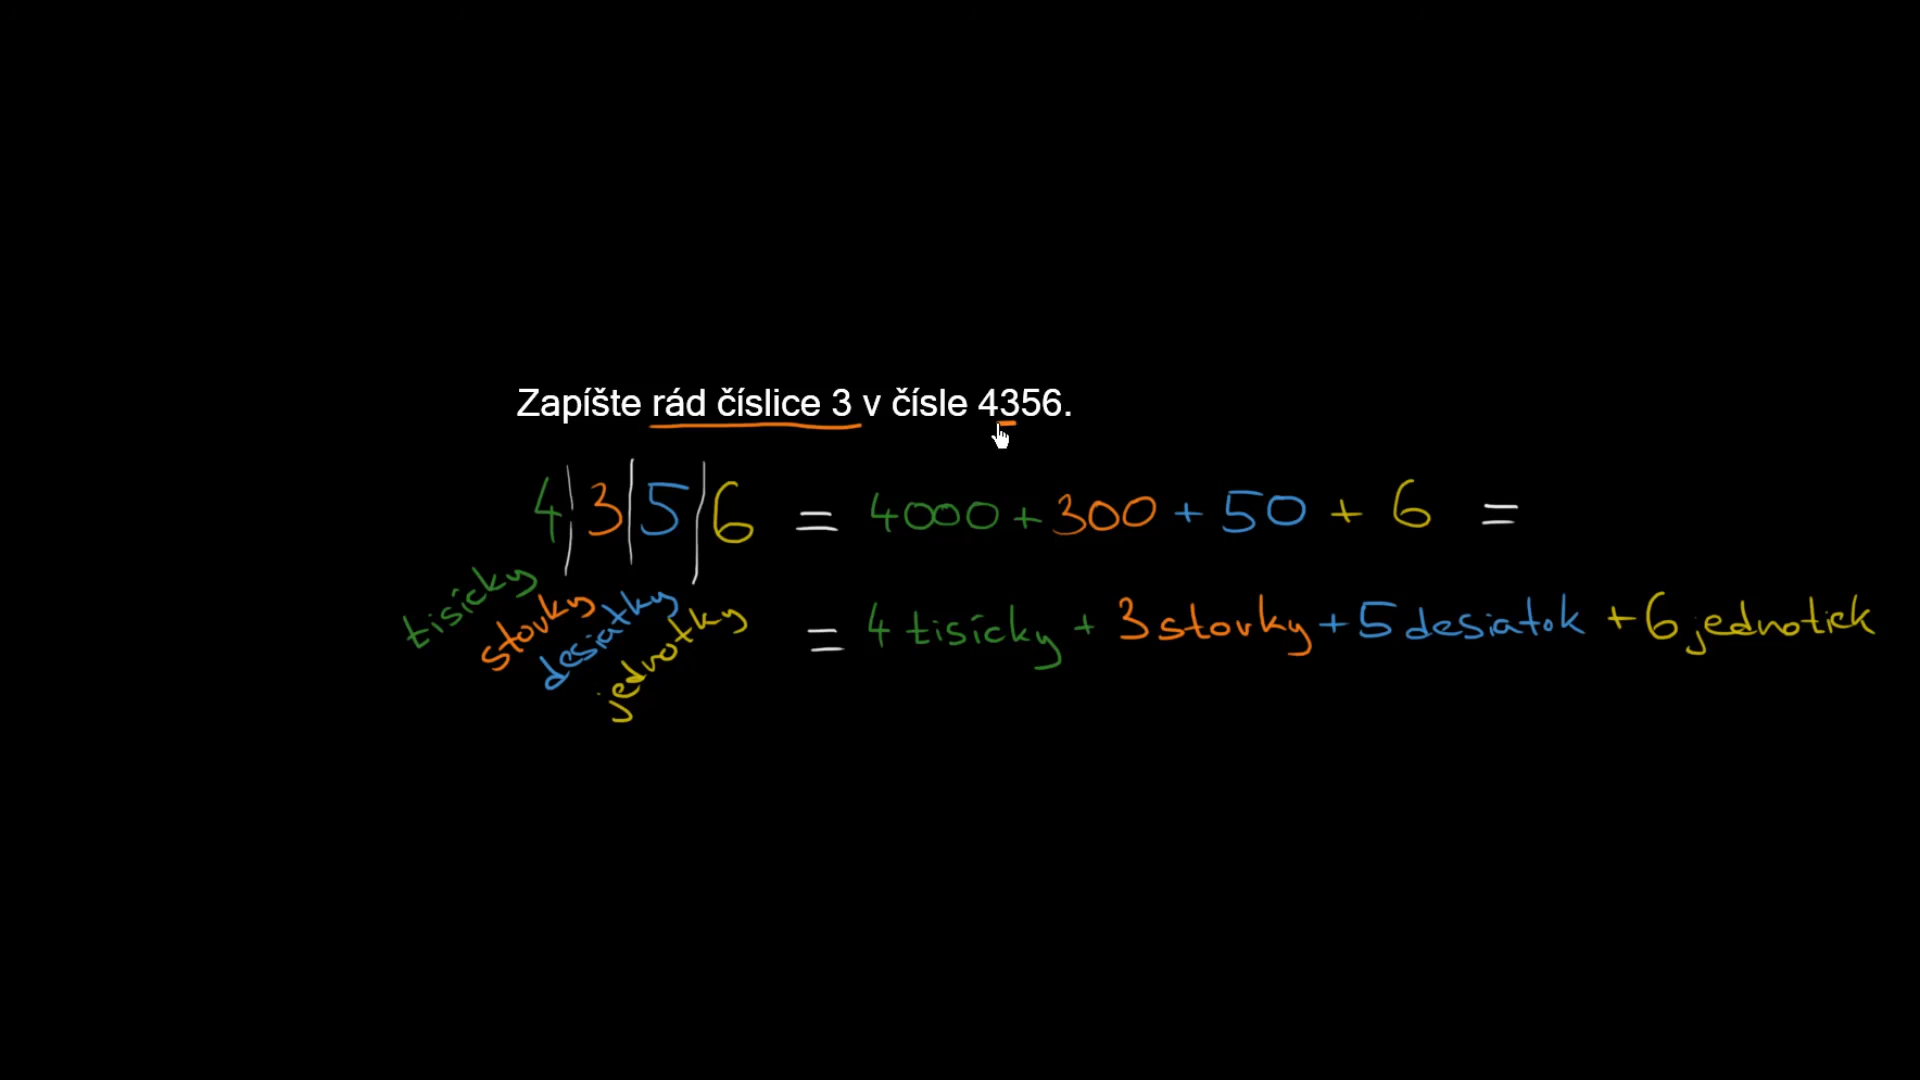 Zapíšte rád číslice 3 v čísle 4356.
4|3|5|6 = 4000 + 300 + 50 + 6 =
tisícky stovky desiatky jednotky
= 4 tisícky + 3 stovky + 5 desiatok + 6 jednotiek